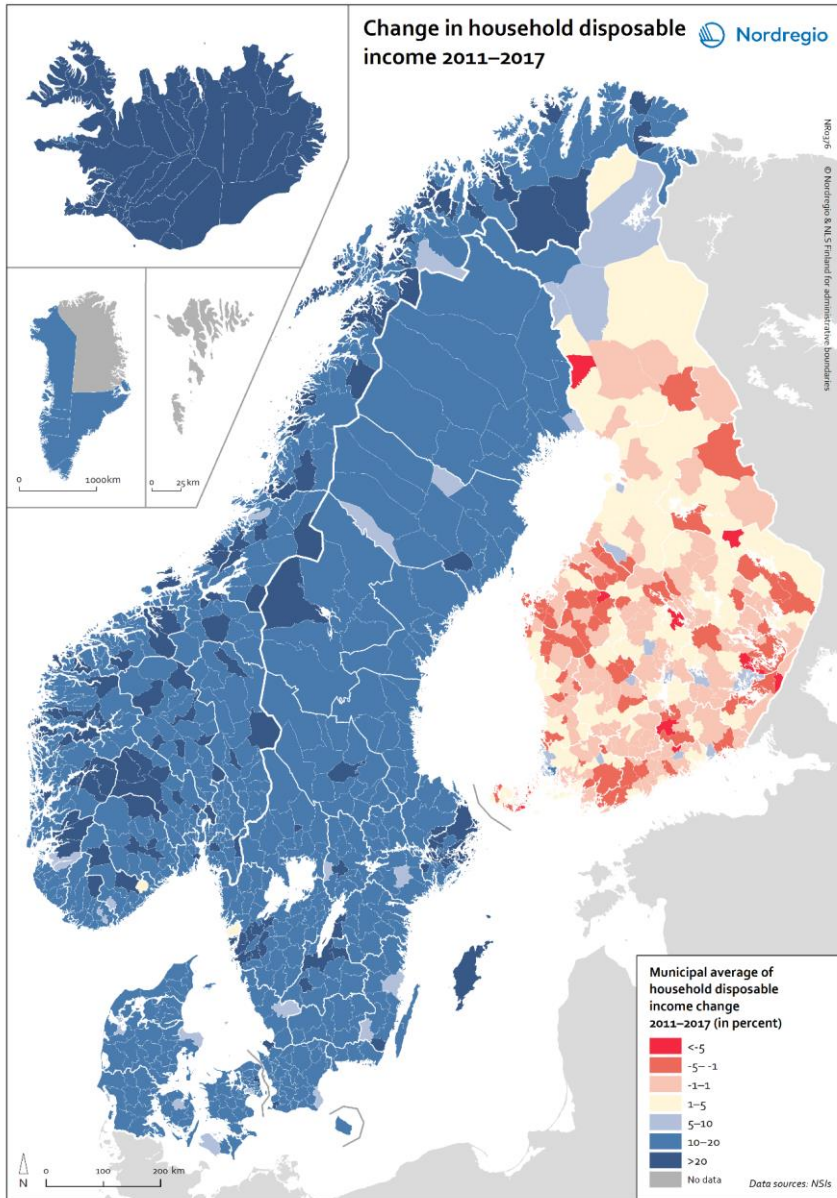 Change in household disposable
income 2011–2017
Nordregio
NR0376 © Nordregio & NLS Finland for administrative boundaries
0 1000km
0 25 km
Municipal average of
household disposable
income change
2011–2017 (in percent)
<-5
-5– -1
-1–1
1–5
5–10
10–20
>20
No data
N
0 100 200 km
Data sources: NSIs